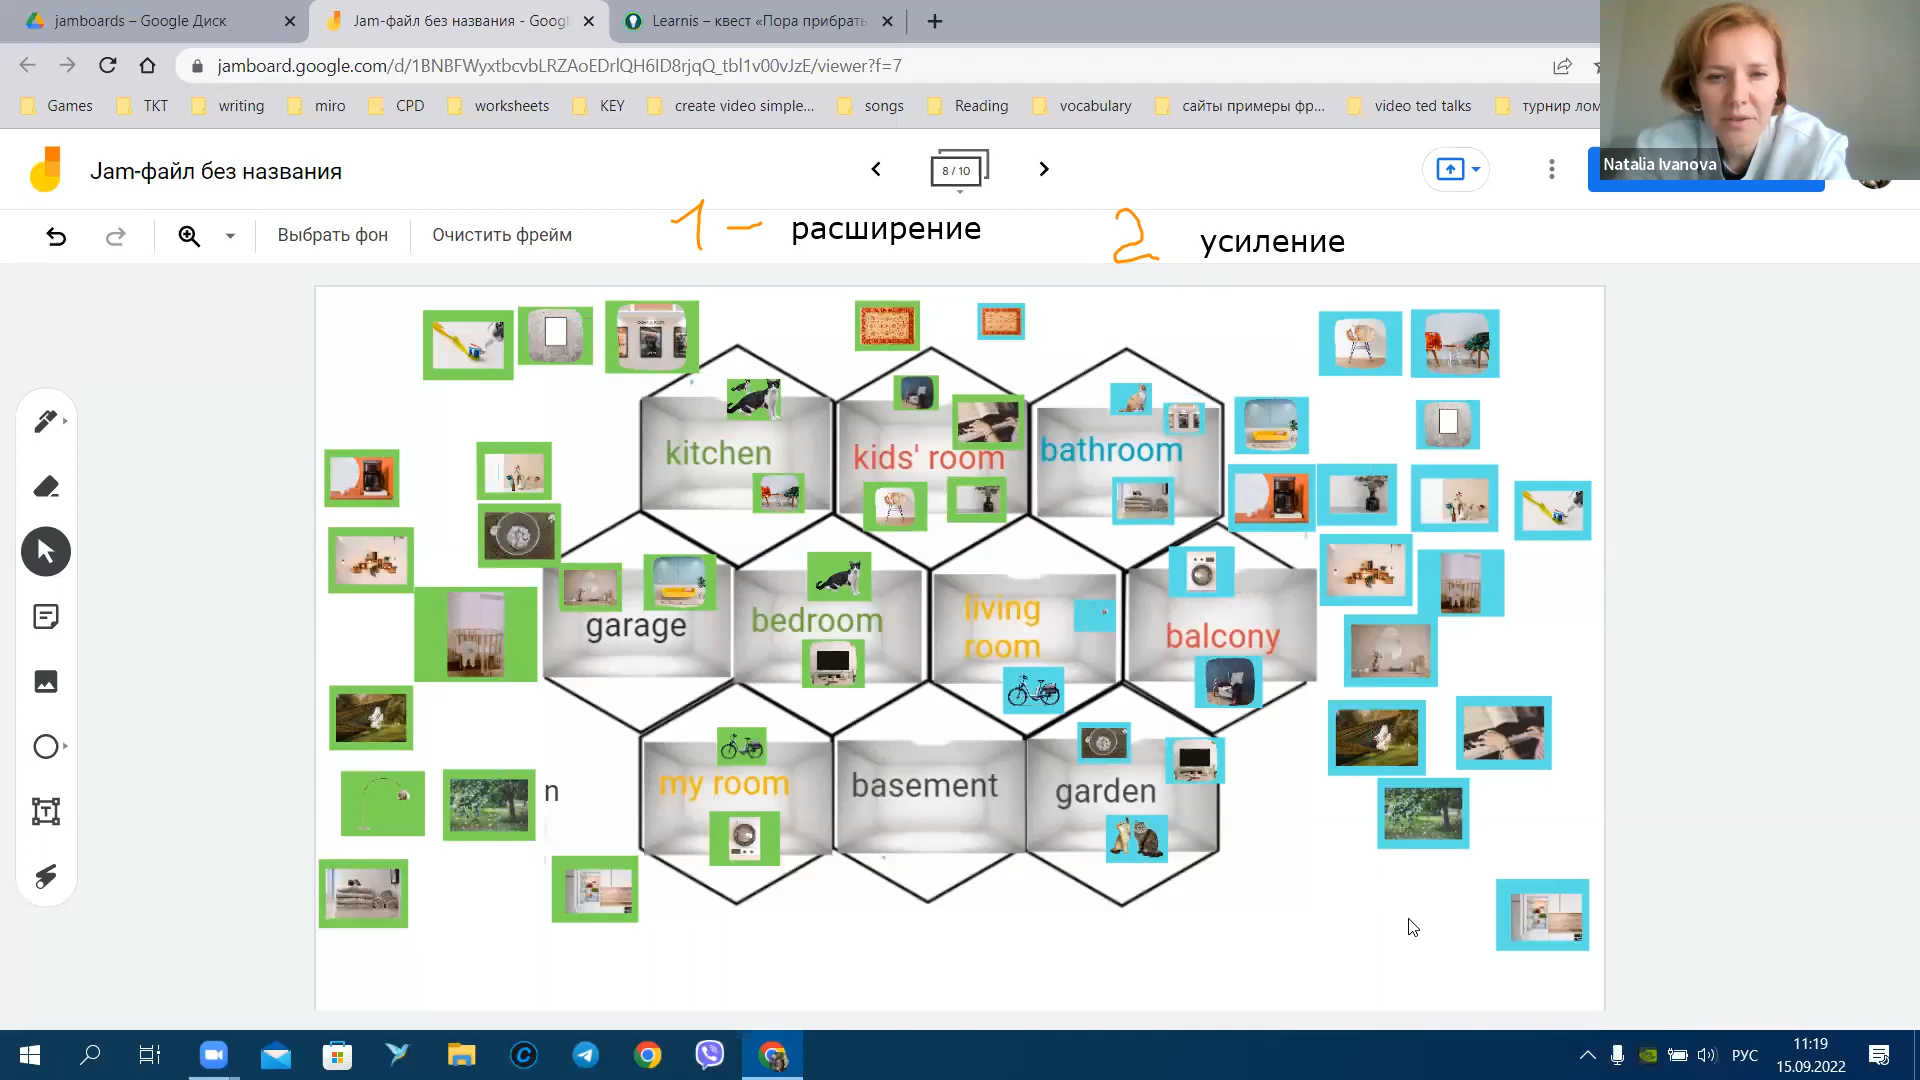 jamboards – Google Диск
Jam-файл без названия - Goog
Learnis – квест «Пора прибрать
jamboard.google.com/d/1BNBFWyxtbcvbLRZAoEDrlQH6ID8rjqQ_tbl1v00vJzE/viewer?f=7
Games
TKT
writing
miro
CPD
worksheets
KEY
create video simple...
songs
Reading
vocabulary
сайты примеры фр...
video ted talks
турнир лом
Natalia Ivanova
Jam-файл без названия
8 / 10
Выбрать фон
Очистить фрейм
1 – расширение
2 усиление
kitchen
kids' room
bathroom
garage
bedroom
living
room
balcony
n
my room
basement
garden
РУС
11:19
15.09.2022